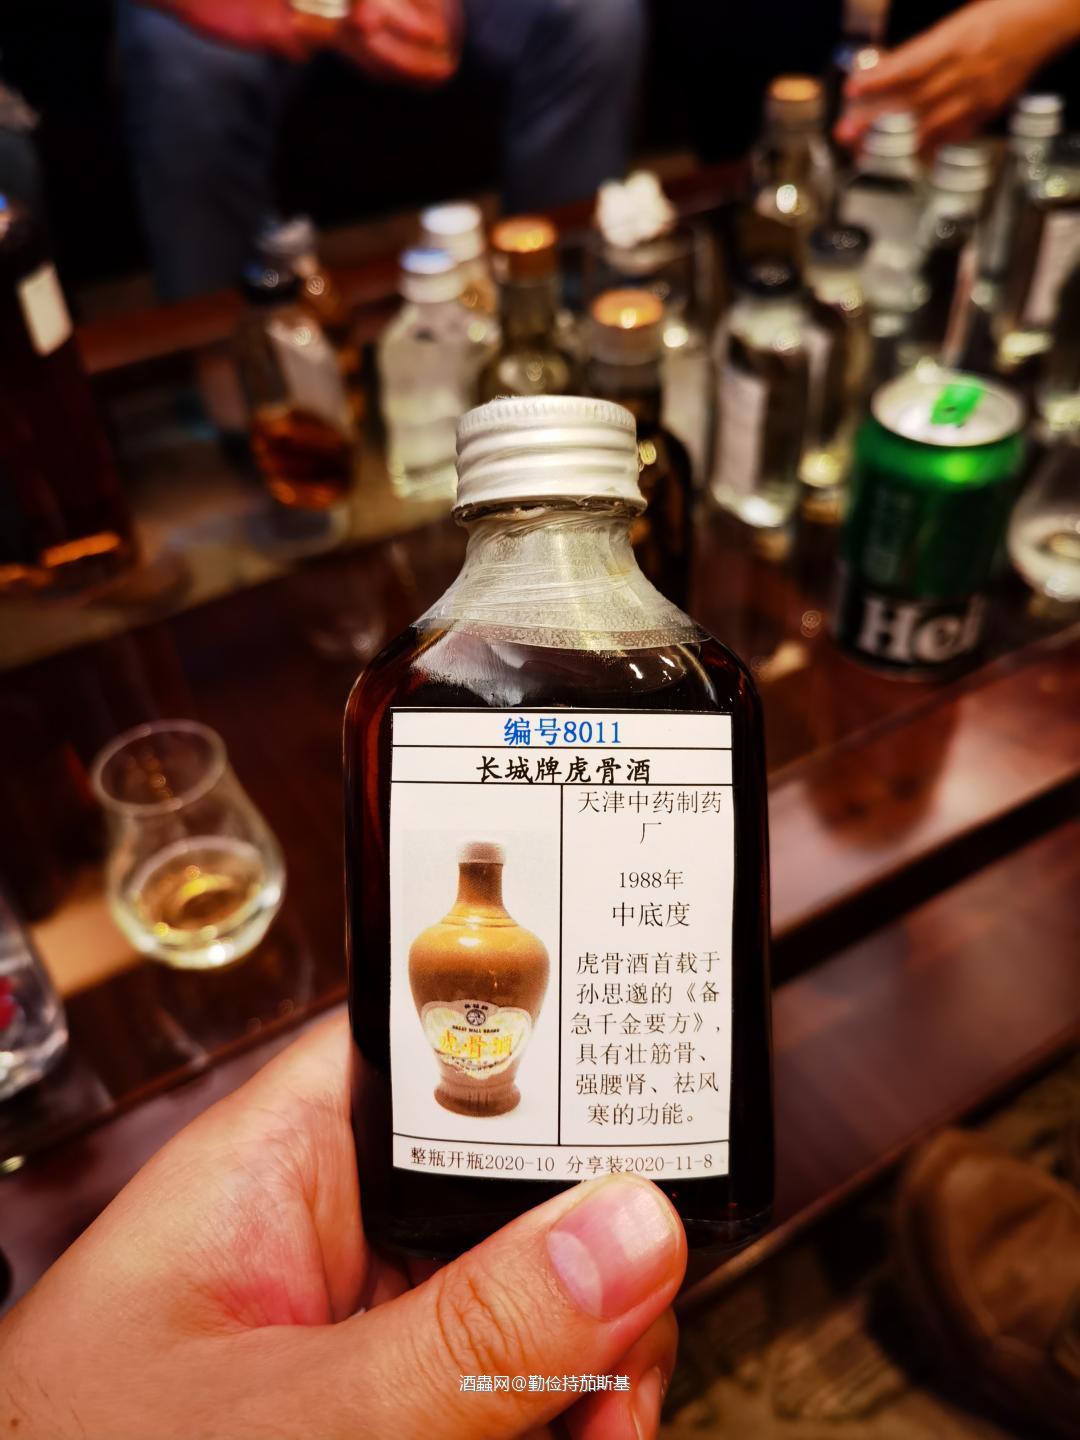 编号8011
长城牌虎骨酒
天津中药制药
厂
1988年
中底度
虎骨酒首载于
孙思邈的《备
急千金要方》,
具有壮筋骨、
强腰肾、祛风
寒的功能。
GREAT WALL BRAND
虎骨酒
整瓶开瓶2020-10 分享装2020-11-8
Hei
酒蟲网@勤俭持茄斯基